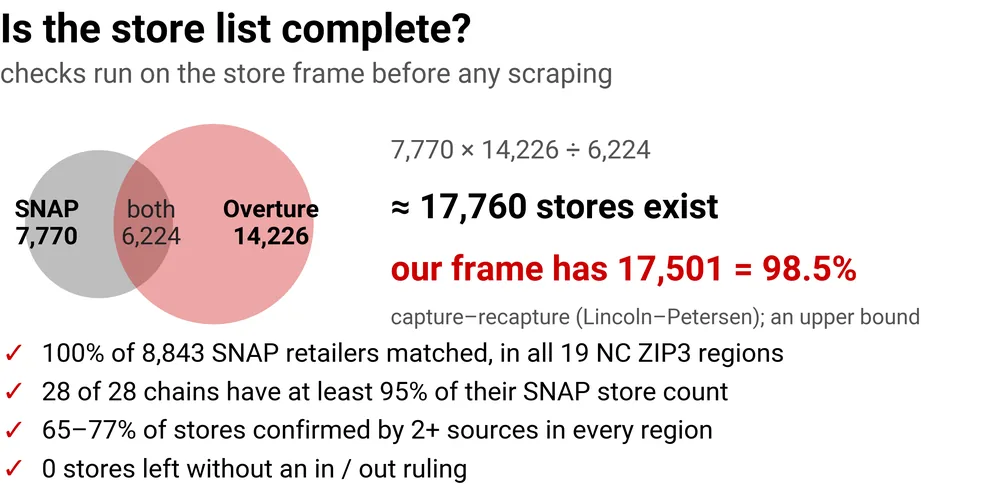 Is the store list complete?
checks run on the store frame before any scraping
7,770 × 14,226 ÷ 6,224
SNAP
7,770
both
6,224
Overture
14,226
≈ 17,760 stores exist
our frame has 17,501 = 98.5%
capture–recapture (Lincoln–Petersen); an upper bound
✓ 100% of 8,843 SNAP retailers matched, in all 19 NC ZIP3 regions
✓ 28 of 28 chains have at least 95% of their SNAP store count
✓ 65–77% of stores confirmed by 2+ sources in every region
✓ 0 stores left without an in / out ruling